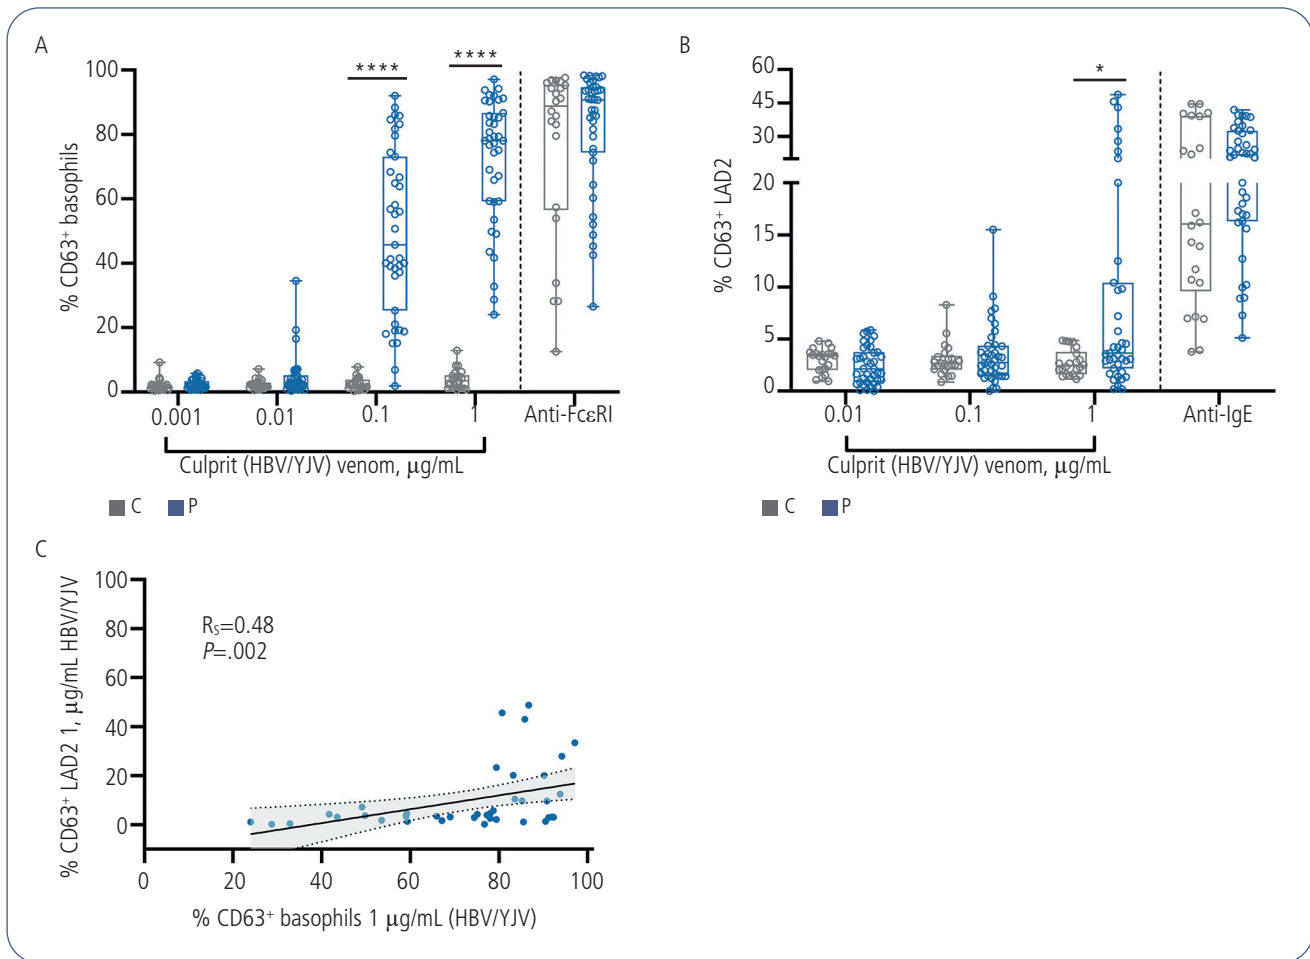 A
% CD63+ basophils
100
80
60
40
20
0
****
****
0.001
0.01
0.1
1
Anti-FcεRI
Culprit (HBV/YJV) venom, µg/mL
C
P
B
% CD63+ LAD2
60
45
30
20
15
10
5
0
*
0.01
0.1
1
Anti-IgE
Culprit (HBV/YJV) venom, µg/mL
C
P
C
% CD63+ LAD2 1, µg/mL HBV/YJV
100
80
60
40
20
0
RS=0.48
P=.002
0
20
40
60
80
100
% CD63+ basophils 1 µg/mL (HBV/YJV)